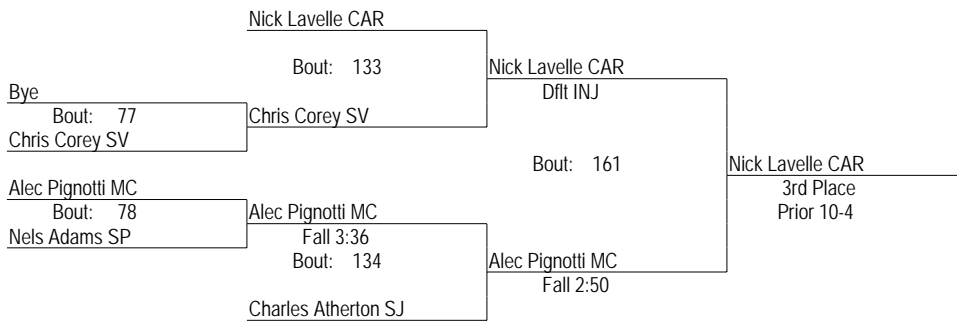 Nick Lavelle CAR
Bout: 133
Nick Lavelle CAR
Dflt INJ
Bye
Bout: 77
Chris Corey SV
Chris Corey SV
Bout: 161
Nick Lavelle CAR
3rd Place
Prior 10-4
Alec Pignotti MC
Bout: 78
Alec Pignotti MC
Nels Adams SP
Fall 3:36
Bout: 134
Alec Pignotti MC
Fall 2:50
Charles Atherton SJ